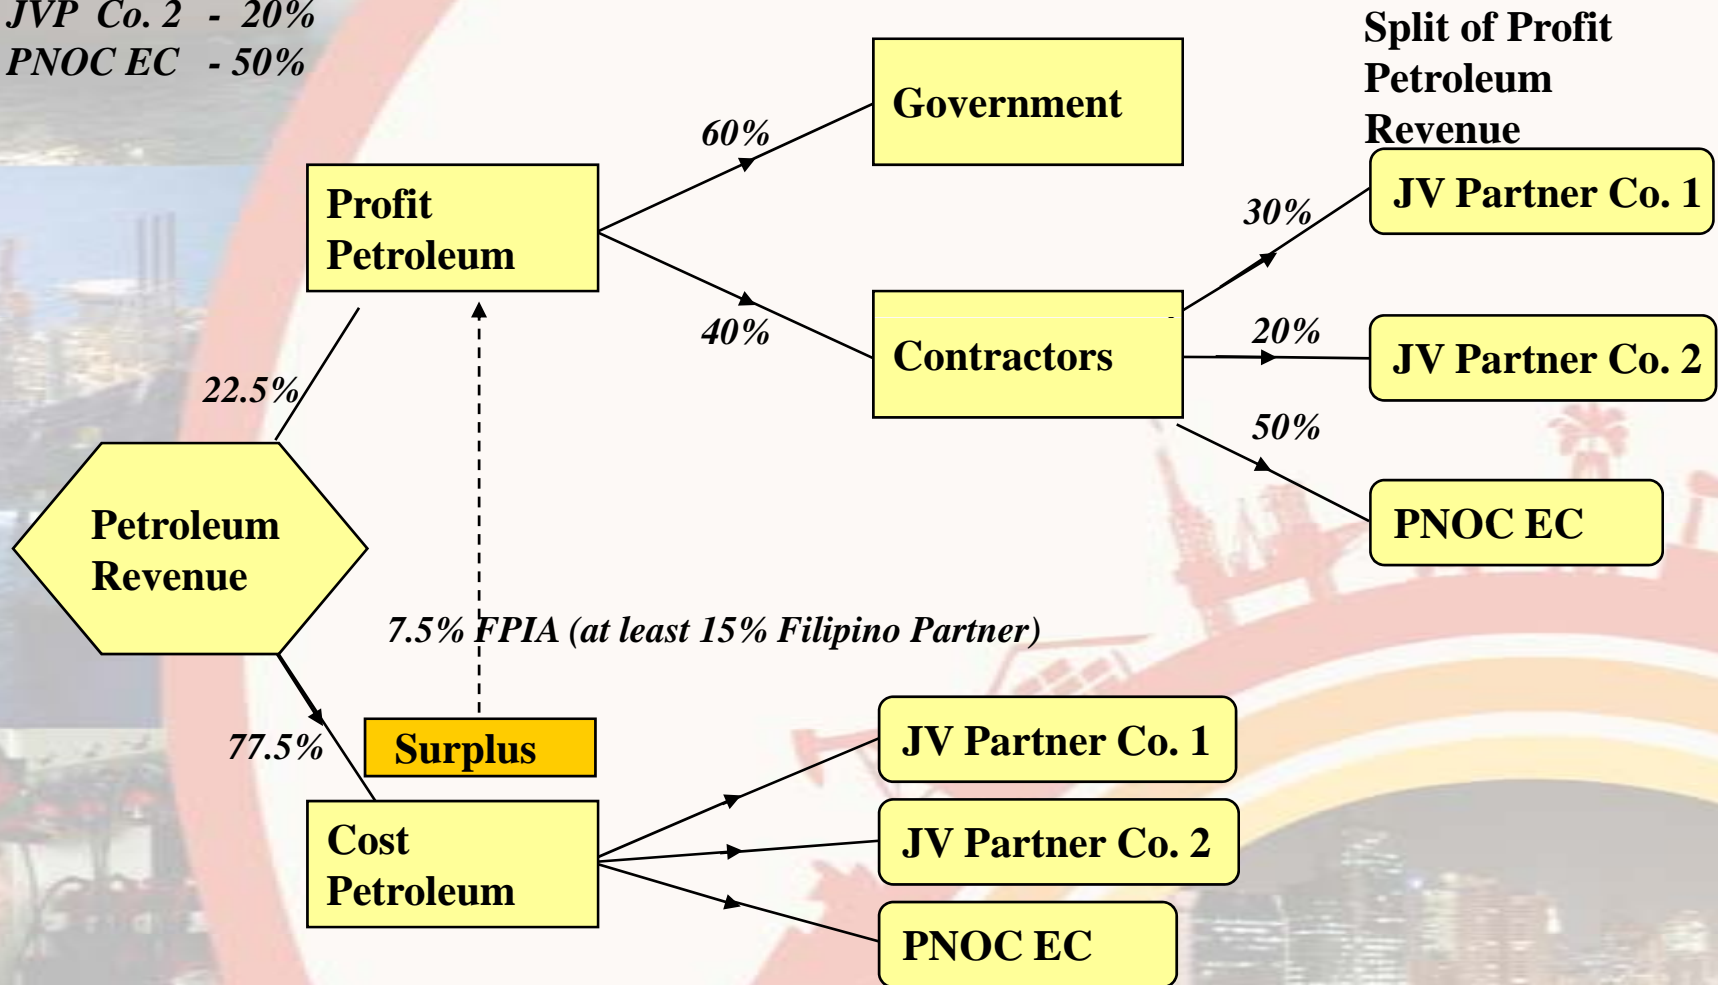 JVP Co. 2 - 20%
PNOC EC - 50%
Split of Profit
Petroleum
Revenue
Government
60%
Profit
Petroleum
JV Partner Co. 1
30%
40%
Contractors
20%
JV Partner Co. 2
22.5%
50%
PNOC EC
Petroleum
Revenue
7.5% FPIA (at least 15% Filipino Partner)
77.5%
Surplus
JV Partner Co. 1
Cost
Petroleum
JV Partner Co. 2
PNOC EC